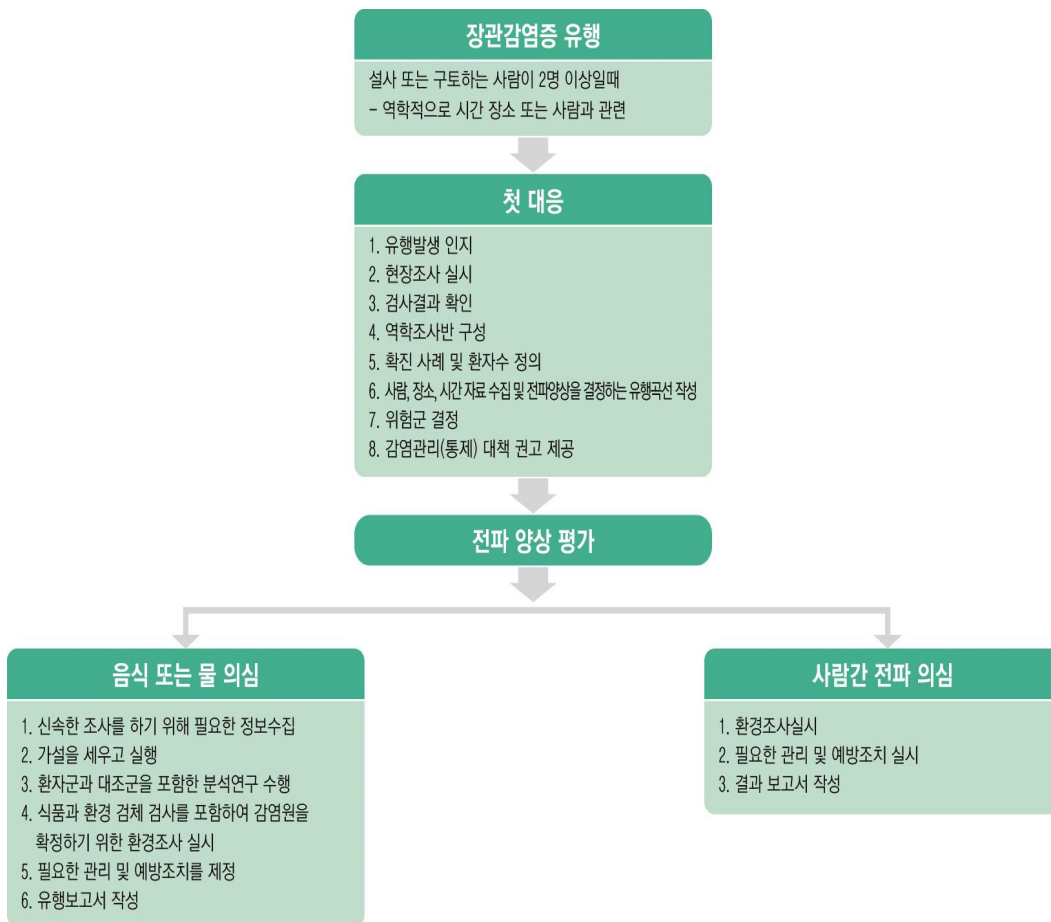 장관감염증 유행
설사 또는 구토하는 사람이 2명 이상일때
- 역학적으로 시간 장소 또는 사람과 관련
첫 대응
1. 유행발생 인지
2. 현장조사 실시
3. 검사결과 확인
4. 역학조사반 구성
5. 확진 사례 및 환자수 정의
6. 사람, 장소, 시간 자료 수집 및 전파양상을 결정하는 유행곡선 작성
7. 위험군 결정
8. 감염관리(통제) 대책 권고 제공
전파 양상 평가
음식 또는 물 의심
1. 신속한 조사를 하기 위해 필요한 정보수집
2. 가설을 세우고 실행
3. 환자군과 대조군을 포함한 분석연구 수행
4. 식품과 환경 검체 검사를 포함하여 감염원을
확정하기 위한 환경조사 실시
5. 필요한 관리 및 예방조치를 제정
6. 유행보고서 작성
사람간 전파 의심
1. 환경조사실시
2. 필요한 관리 및 예방조치 실시
3. 결과 보고서 작성